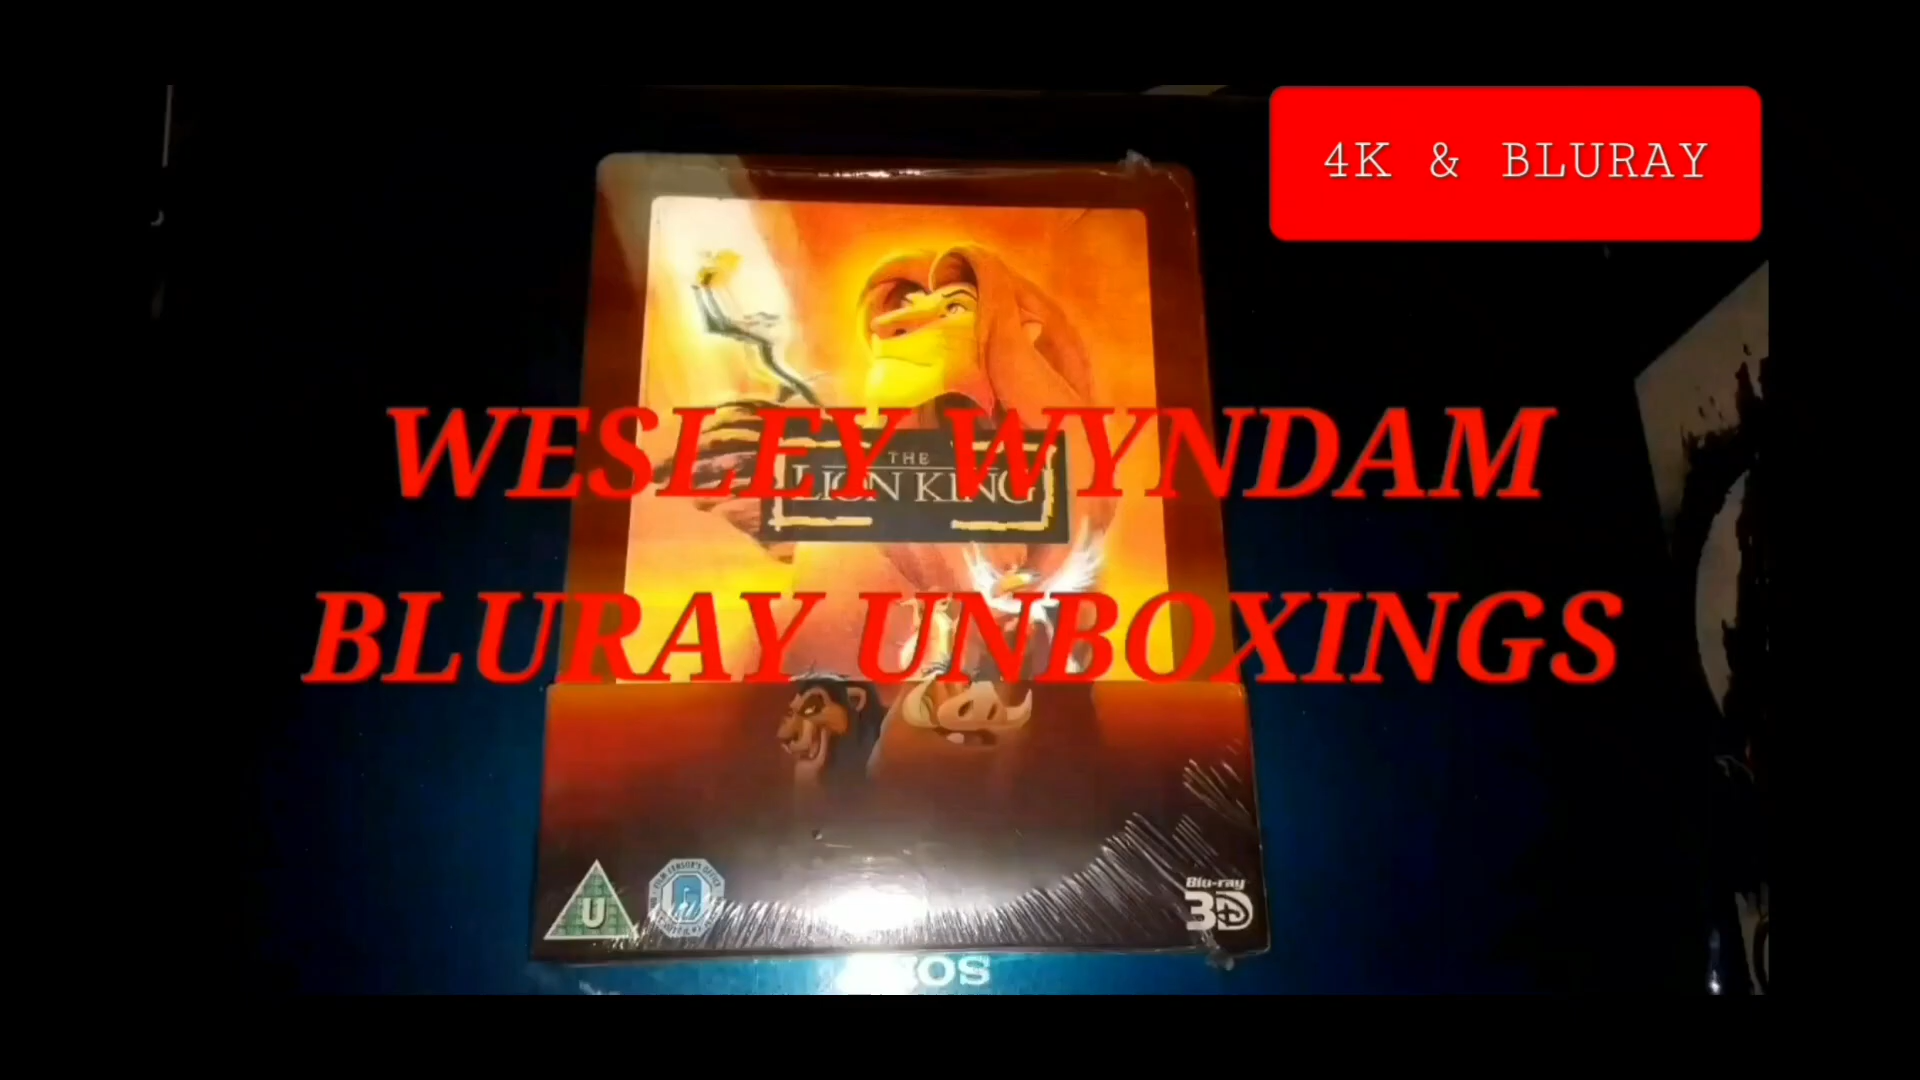 4K & BLURAY
WESLEY WYNDAM
THE
LION KING
BLURAY UNBOXINGS
U
Blu-ray
3D